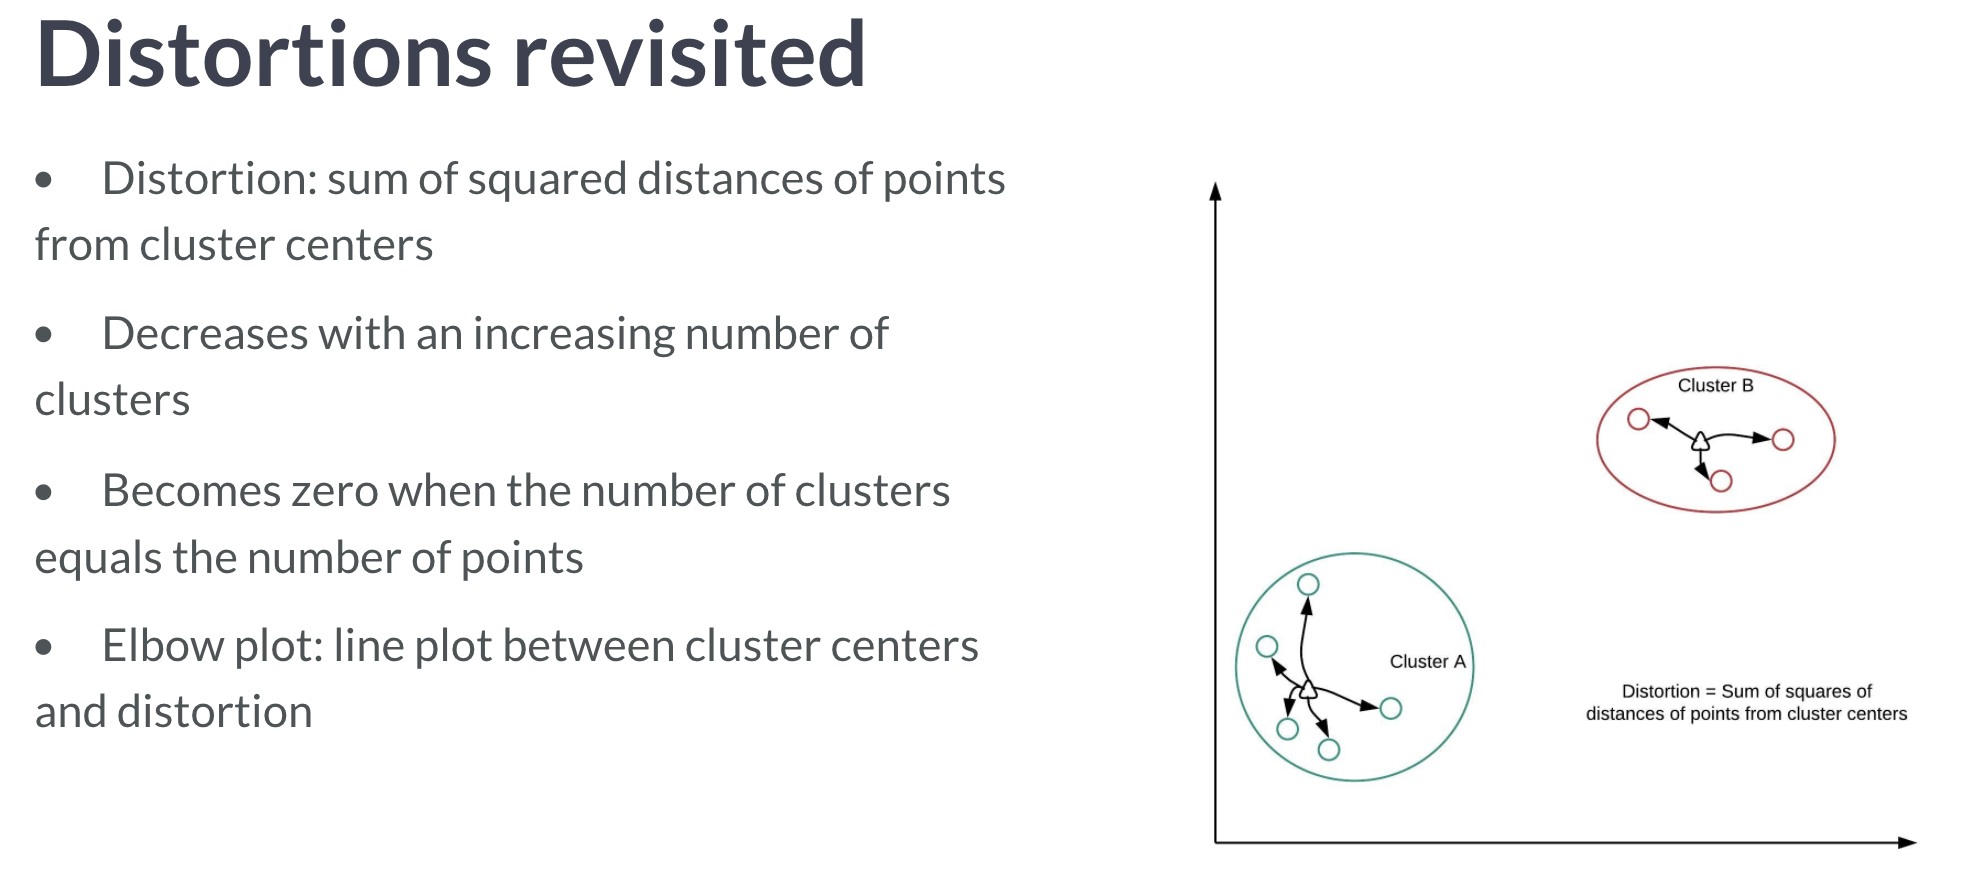 Distortions revisited
• Distortion: sum of squared distances of points
from cluster centers
• Decreases with an increasing number of
clusters
• Becomes zero when the number of clusters
equals the number of points
• Elbow plot: line plot between cluster centers
and distortion
Cluster B
Cluster A
Distortion = Sum of squares of
distances of points from cluster centers